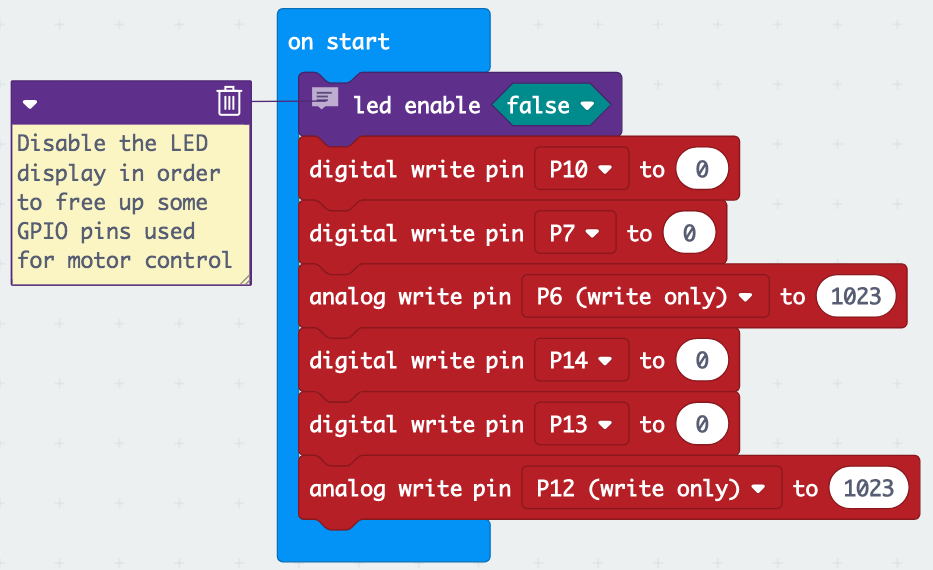 on start
led enable false
Disable the LED
display in order
to free up some
GPIO pins used
for motor control
digital write pin P10 to 0
digital write pin P7 to 0
analog write pin P6 (write only) to 1023
digital write pin P14 to 0
digital write pin P13 to 0
analog write pin P12 (write only) to 1023